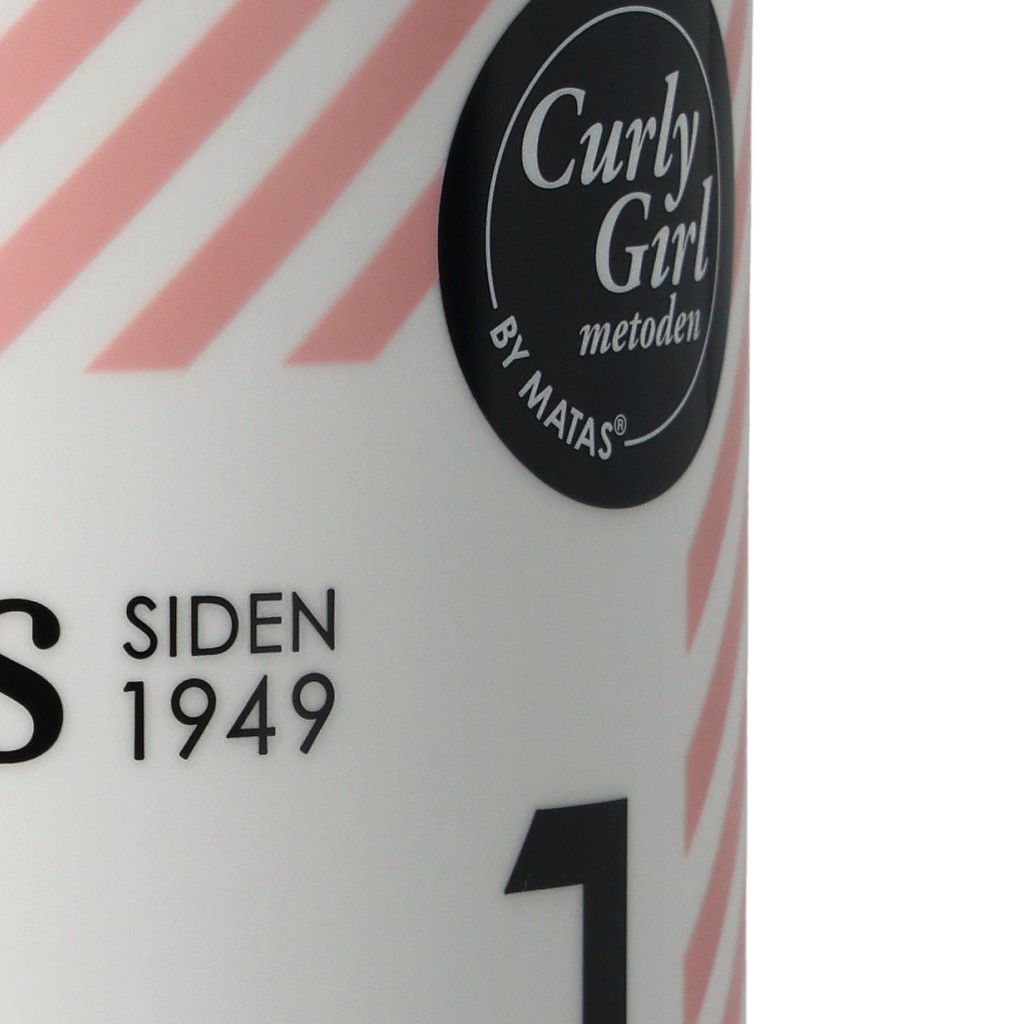 Curly
Girl
metoden
BY MATAS®
S SIDEN
1949
1